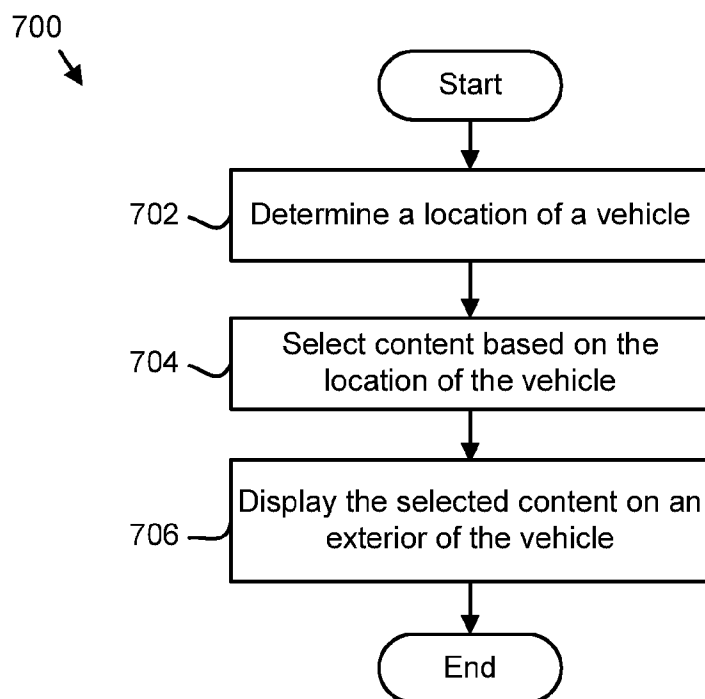 700
Start
702
Determine a location of a vehicle
704
Select content based on the
location of the vehicle
706
Display the selected content on an
exterior of the vehicle
End